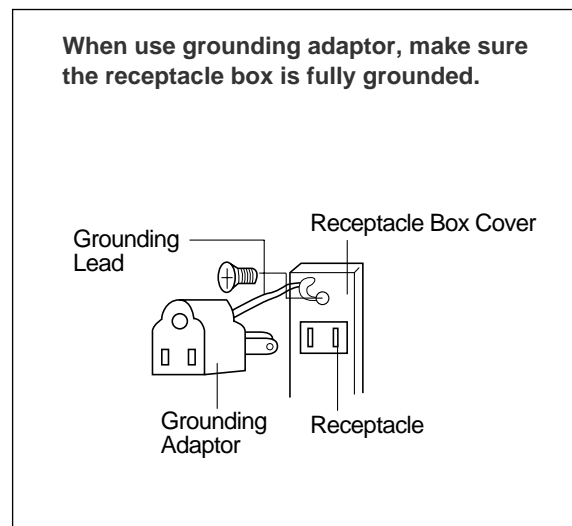 When use grounding adaptor, make sure
the receptacle box is fully grounded.
Receptacle Box Cover
Grounding
Lead
Grounding
Adaptor
Receptacle